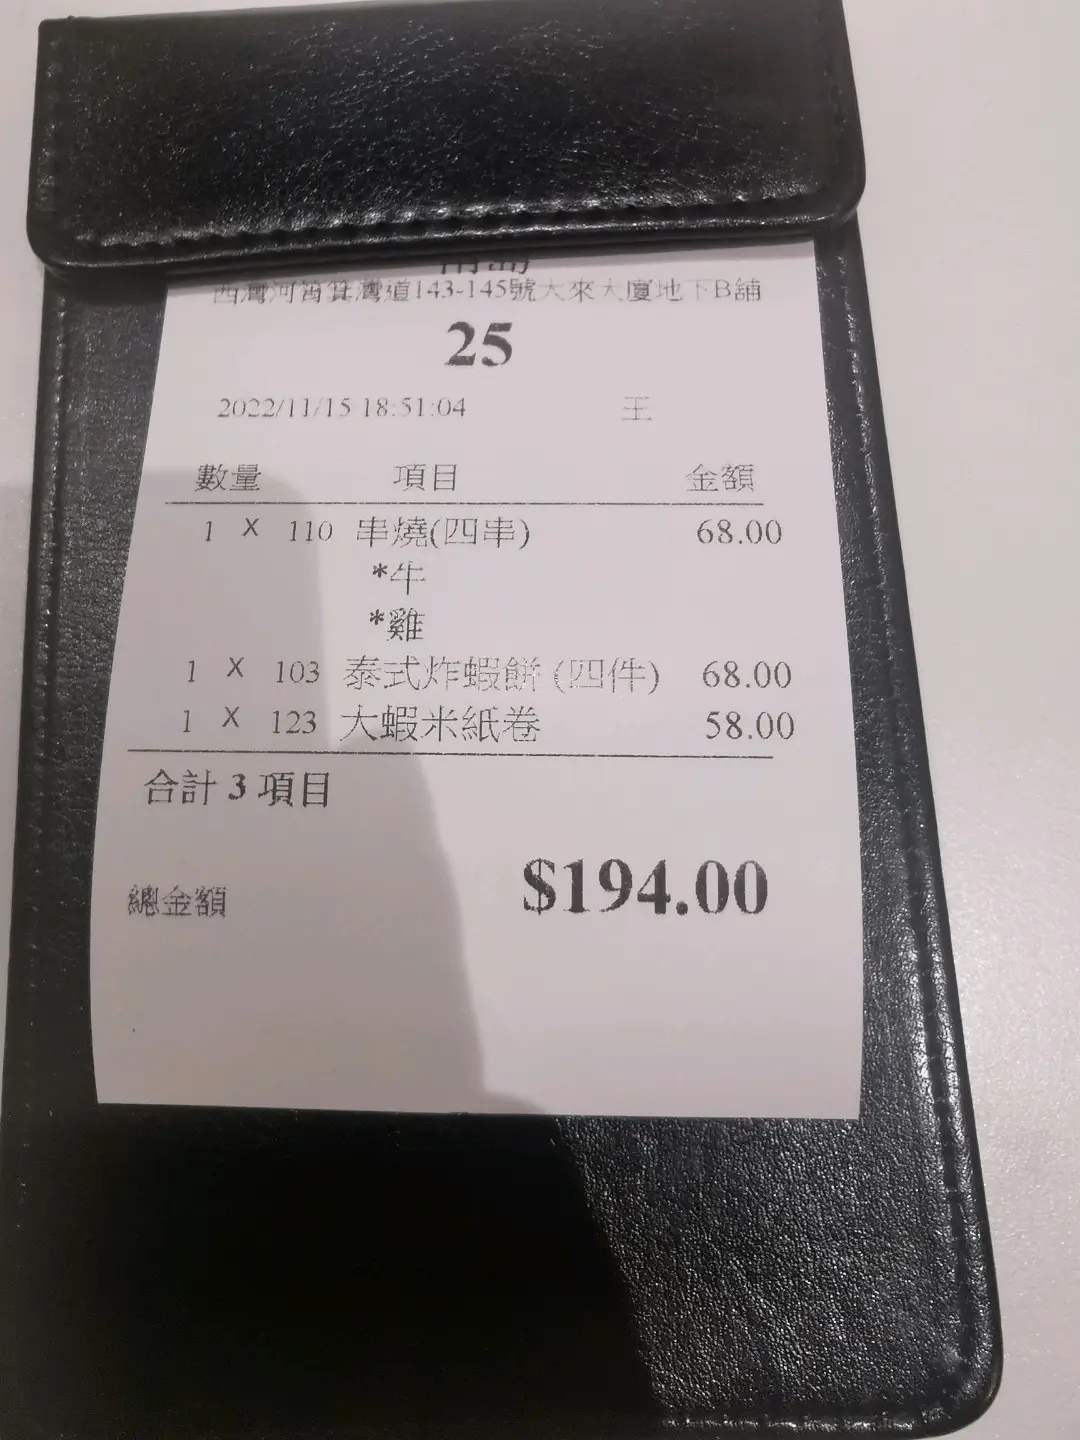 西灣河筲箕灣道143-145號大來大廈地下B舖
25
2022/11/15 18:51:04 王
數量 項目 金額
1 X 110 串燒(四串) 68.00
*牛
*雞
1 X 103 泰式炸蝦餅 (四件) 68.00
1 X 123 大蝦米紙卷 58.00
合計 3 項目
總金額 $194.00